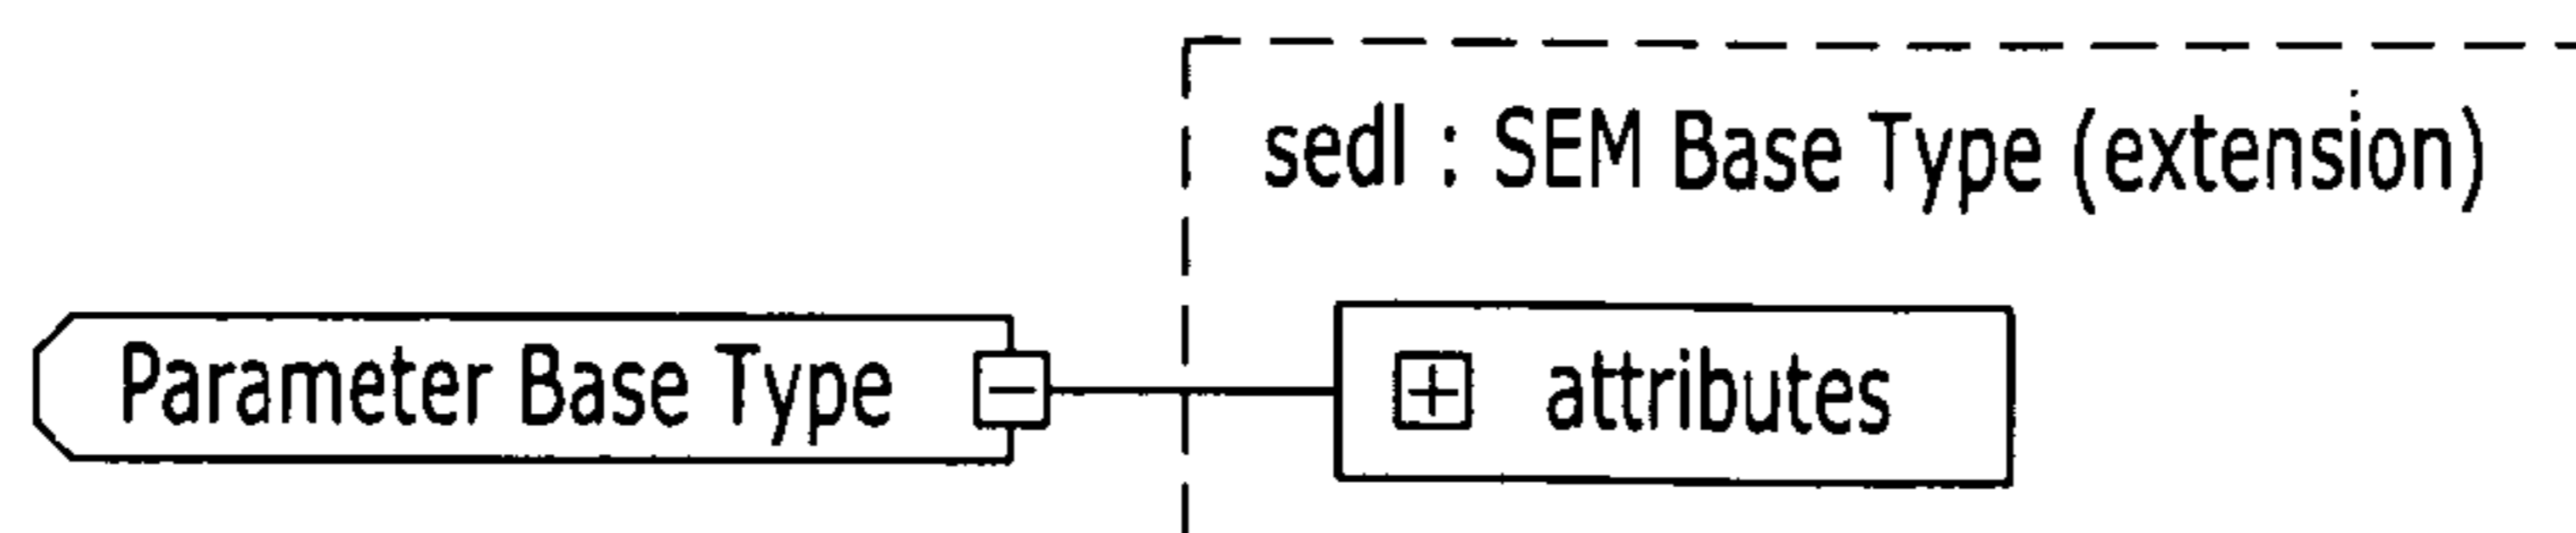 sedl : SEM Base Type (extension)
Parameter Base Type
attributes